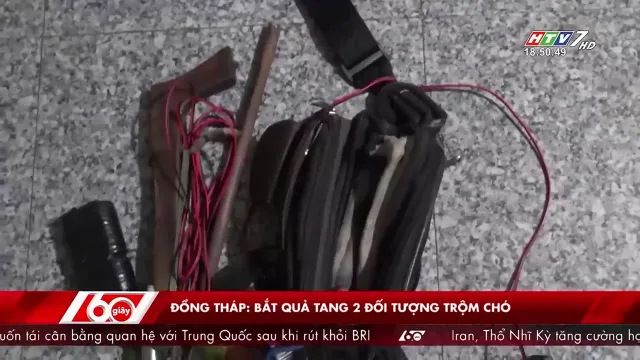 HTV7 HD
18:50:49
60 giây
ĐỒNG THÁP: BẮT QUẢ TANG 2 ĐỐI TƯỢNG TRỘM CHÓ
uốn tái cân bằng quan hệ với Trung Quốc sau khi rút khỏi BRI 60 giây Iran, Thổ Nhĩ Kỳ tăng cường h